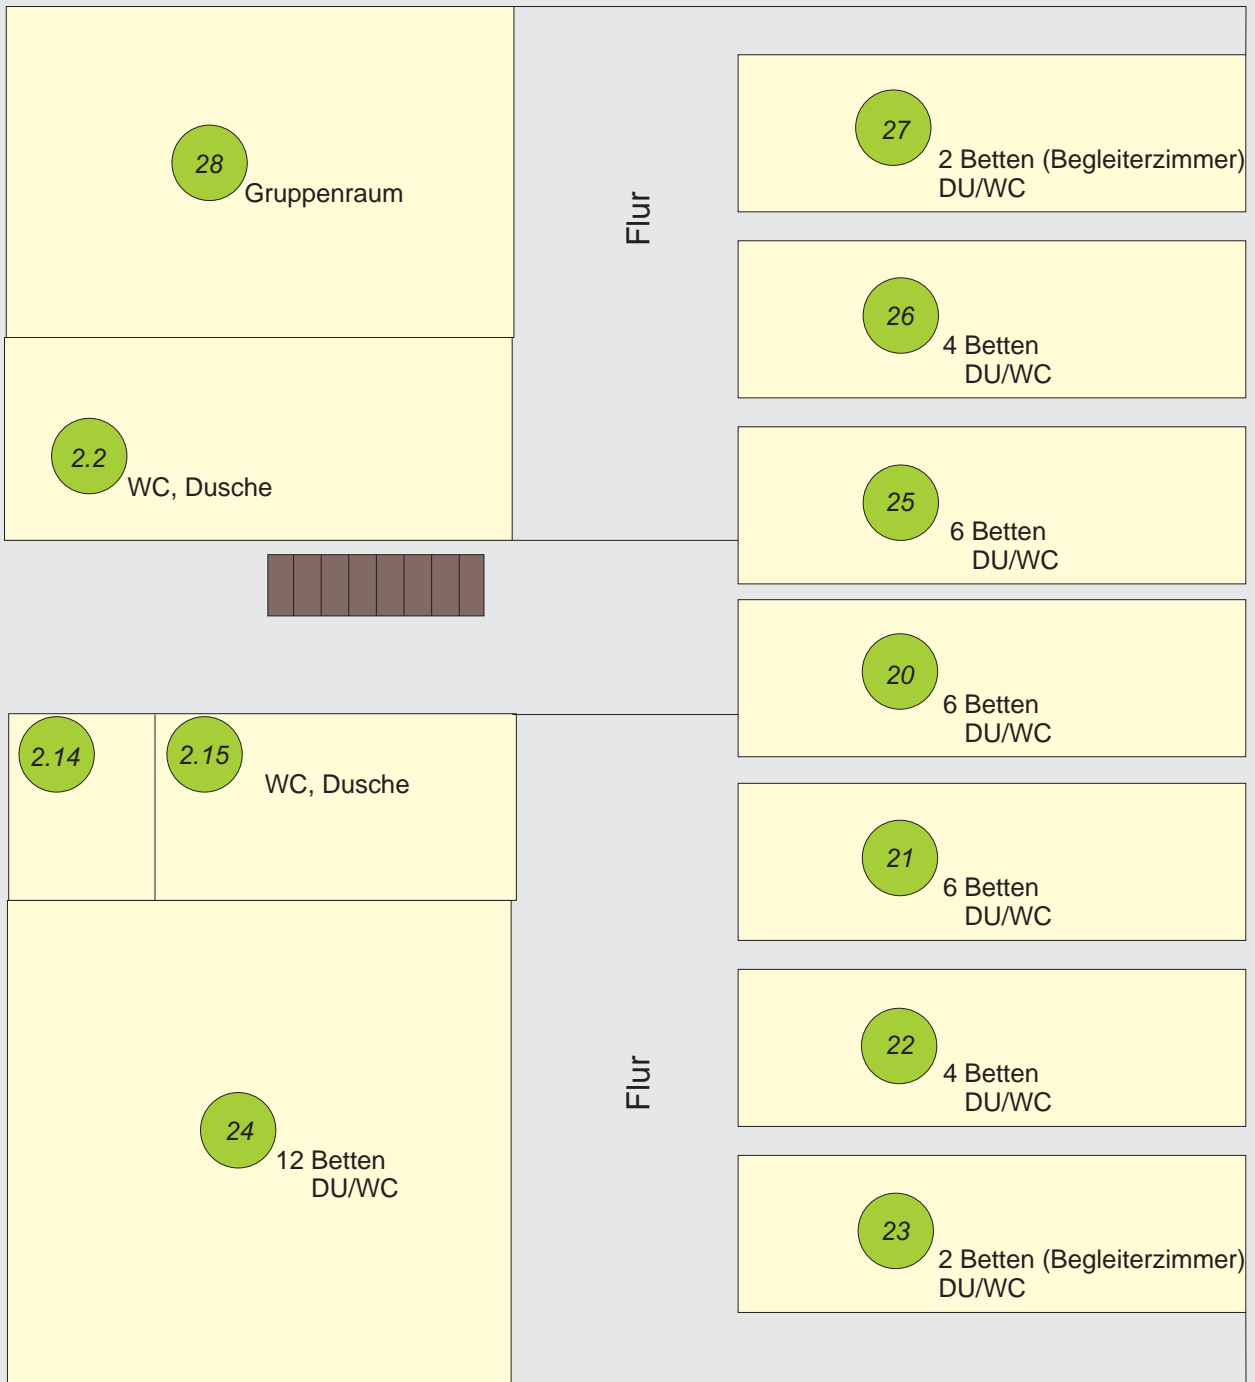 28
Gruppenraum
2.2
WC, Dusche
Flur
27
2 Betten (Begleiterzimmer)
DU/WC
26
4 Betten
DU/WC
25
6 Betten
DU/WC
20
6 Betten
DU/WC
2.14
2.15
WC, Dusche
21
6 Betten
DU/WC
24
12 Betten
DU/WC
Flur
22
4 Betten
DU/WC
23
2 Betten (Begleiterzimmer)
DU/WC